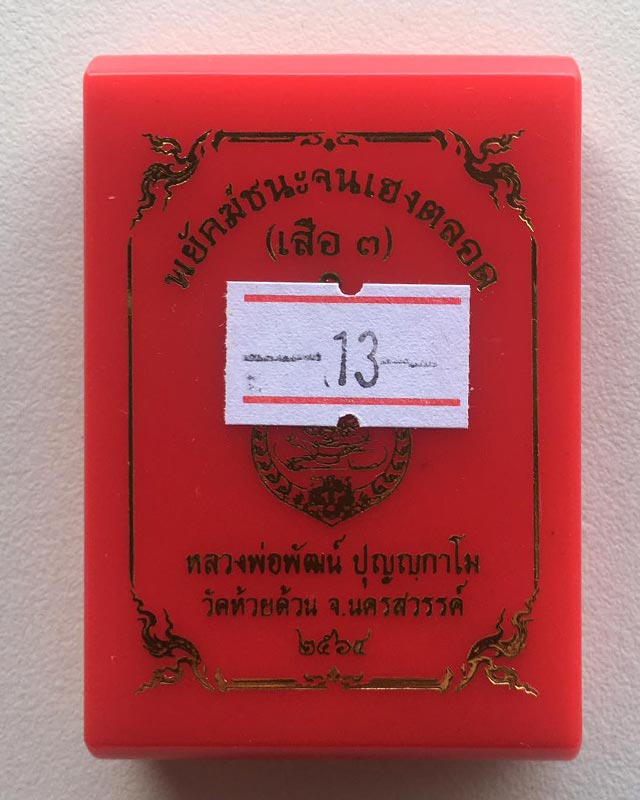 พยัคฆ์ชนะจนเฮงตลอด
(เสือ ๓)
13
หลวงพ่อพัฒน์ ปุญฺญกาโม
วัดห้วยด้วน จ.นครสวรรค์
๒๕๖๔